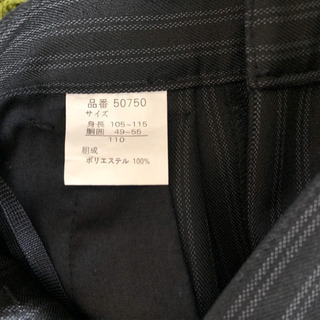 品番 50750
サイズ
身長 105-115
胴囲 49-55
110
組成
ポリエステル 100%